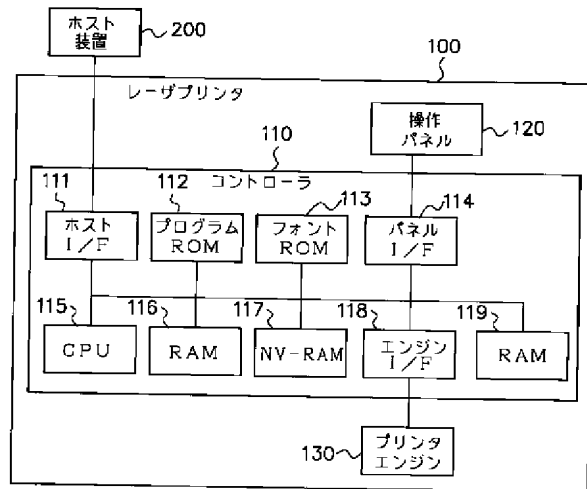 ホスト
装置
200
100
レーザプリンタ
操作
パネル
120
110
コントローラ
111
112
113
114
ホスト
I/F
プログラム
ROM
フォント
ROM
パネル
I/F
115
116
117
118
119
CPU
RAM
NV-RAM
エンジン
I/F
RAM
130
プリンタ
エンジン